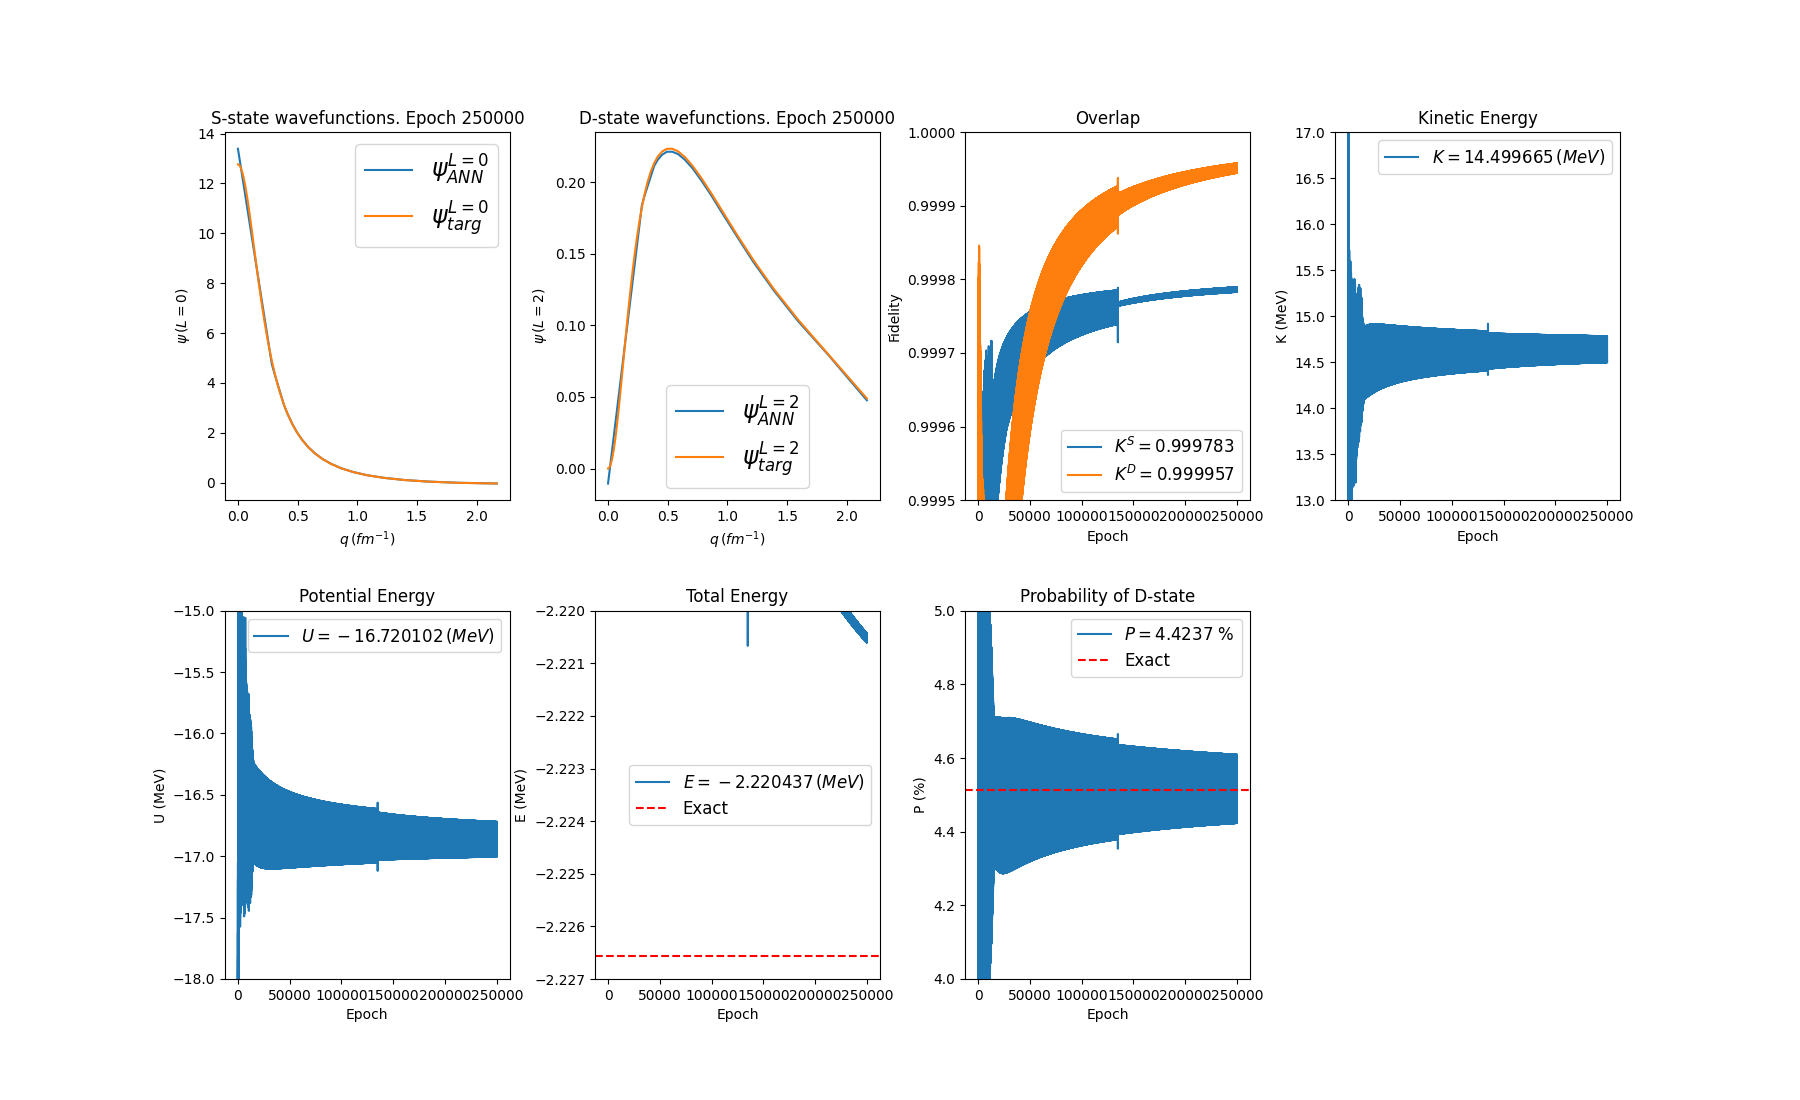 S-state wavefunctions. Epoch 250000
14
12
10
8
6
4
2
0
ψ(L = 0)
ψ_{ANN}^{L=0}
ψ_{targ}^{L=0}
0.0 0.5 1.0 1.5 2.0
q (fm^{-1})
D-state wavefunctions. Epoch 250000
0.20
0.15
0.10
0.05
0.00
ψ(L = 2)
ψ_{ANN}^{L=2}
ψ_{targ}^{L=2}
0.0 0.5 1.0 1.5 2.0
q (fm^{-1})
Overlap
1.0000
0.9999
0.9998
0.9997
0.9996
0.9995
Fidelity
K^S = 0.999783
K^D = 0.999957
0 50000 100000 150000 200000 250000
Epoch
Kinetic Energy
17.0
16.5
16.0
15.5
15.0
14.5
14.0
13.5
13.0
K (MeV)
K = 14.499665 (MeV)
0 50000 100000 150000 200000 250000
Epoch
Potential Energy
−15.0
−15.5
−16.0
−16.5
−17.0
−17.5
−18.0
U (MeV)
U = −16.720102 (MeV)
0 50000 100000 150000 200000 250000
Epoch
Total Energy
−2.220
−2.221
−2.222
−2.223
−2.224
−2.225
−2.226
−2.227
E (MeV)
E = −2.220437 (MeV)
Exact
0 50000 100000 150000 200000 250000
Epoch
Probability of D-state
5.0
4.8
4.6
4.4
4.2
4.0
P (%)
P = 4.4237 %
Exact
0 50000 100000 150000 200000 250000
Epoch